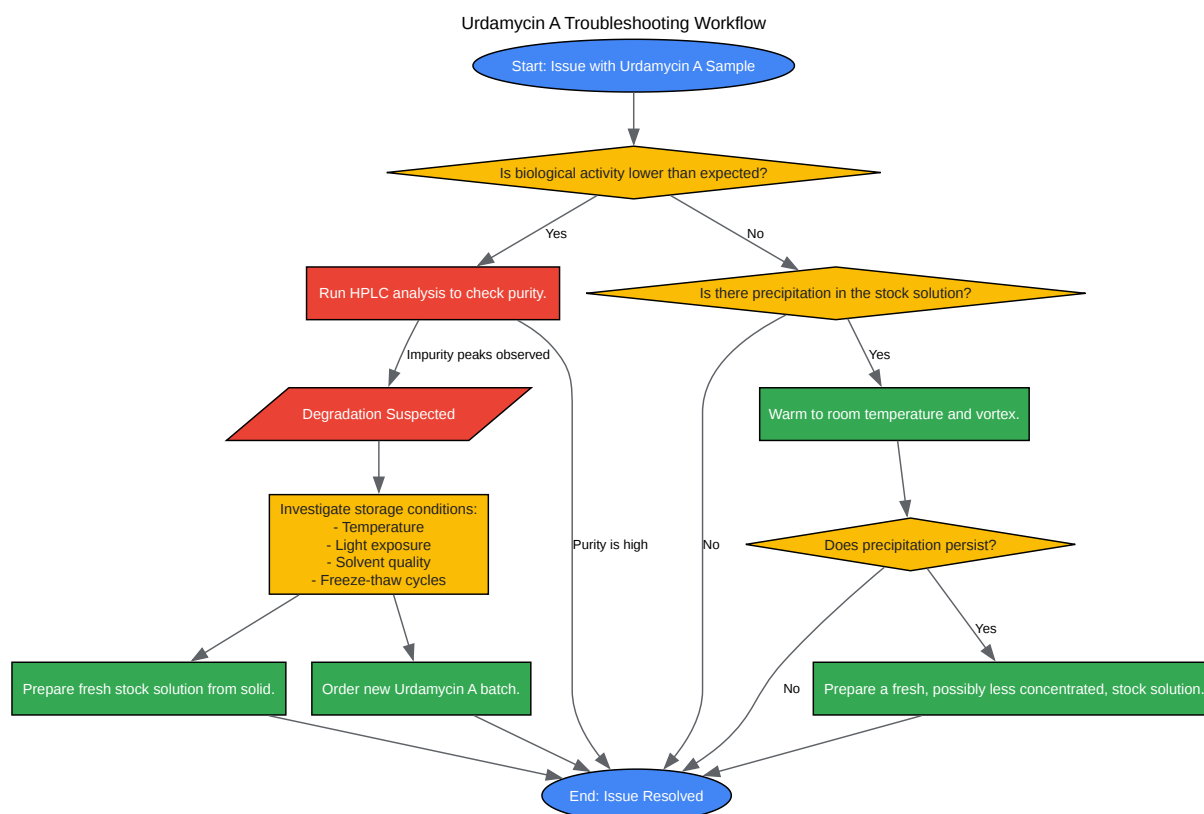 Urdamycin A Troubleshooting Workflow
Start: Issue with Urdamycin A Sample
Is biological activity lower than expected?
Yes
No
Run HPLC analysis to check purity.
Is there precipitation in the stock solution?
Impurity peaks observed
Yes
Degradation Suspected
Warm to room temperature and vortex.
Investigate storage conditions:
- Temperature
- Light exposure
- Solvent quality
- Freeze-thaw cycles
Purity is high
No
Does precipitation persist?
Yes
Prepare fresh stock solution from solid.
Order new Urdamycin A batch.
No
Prepare a fresh, possibly less concentrated, stock solution.
End: Issue Resolved